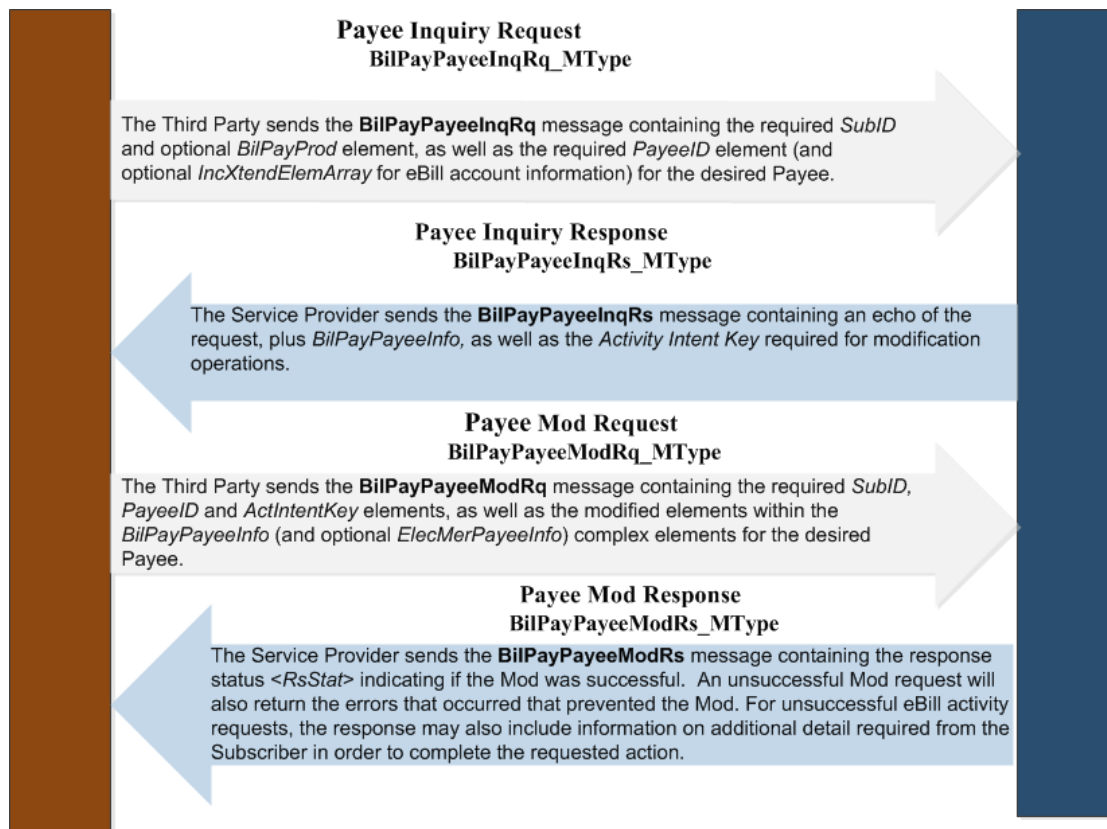 Payee Inquiry Request
BilPayPayeeInqRq_MType
The Third Party sends the BilPayPayeeInqRq message containing the required SubID
and optional BilPayProd element, as well as the required PayeeID element (and
optional IncXtendElemArray for eBill account information) for the desired Payee.
Payee Inquiry Response
BilPayPayeeInqRs_MType
The Service Provider sends the BilPayPayeeInqRs message containing an echo of the
request, plus BilPayPayeeInfo, as well as the Activity Intent Key required for modification
operations.
Payee Mod Request
BilPayPayeeModRq_MType
The Third Party sends the BilPayPayeeModRq message containing the required SubID,
PayeeID and ActIntentKey elements, as well as the modified elements within the
BilPayPayeeInfo (and optional ElecMerPayeeInfo) complex elements for the desired
Payee.
Payee Mod Response
BilPayPayeeModRs_MType
The Service Provider sends the BilPayPayeeModRs message containing the response
status <RsStat> indicating if the Mod was successful.  An unsuccessful Mod request will
also return the errors that occurred that prevented the Mod. For unsuccessful eBill activity
requests, the response may also include information on additional detail required from the
Subscriber in order to complete the requested action.